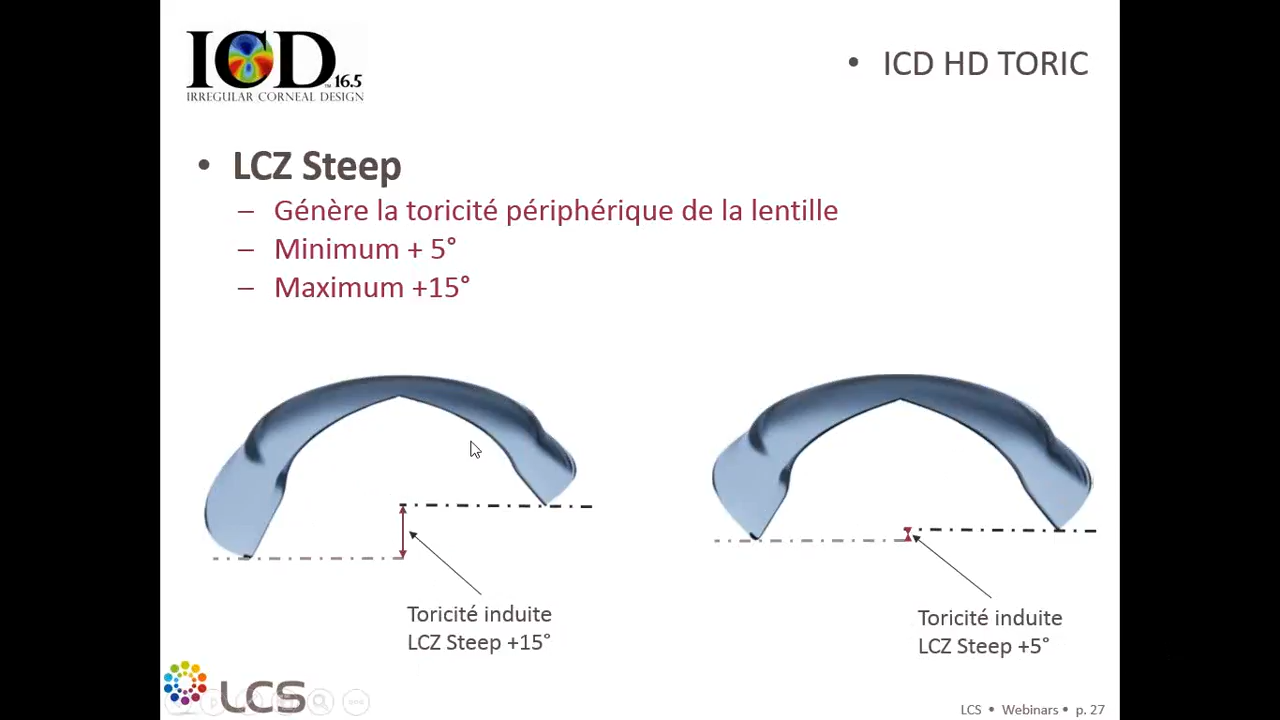 ICD 16.5
IRREGULAR CORNEAL DESIGN
• ICD HD TORIC
• LCZ Steep
– Génère la toricité périphérique de la lentille
– Minimum + 5°
– Maximum +15°
Toricité induite
LCZ Steep +15°
Toricité induite
LCZ Steep +5°
LCS
LCS • Webinars • p. 27